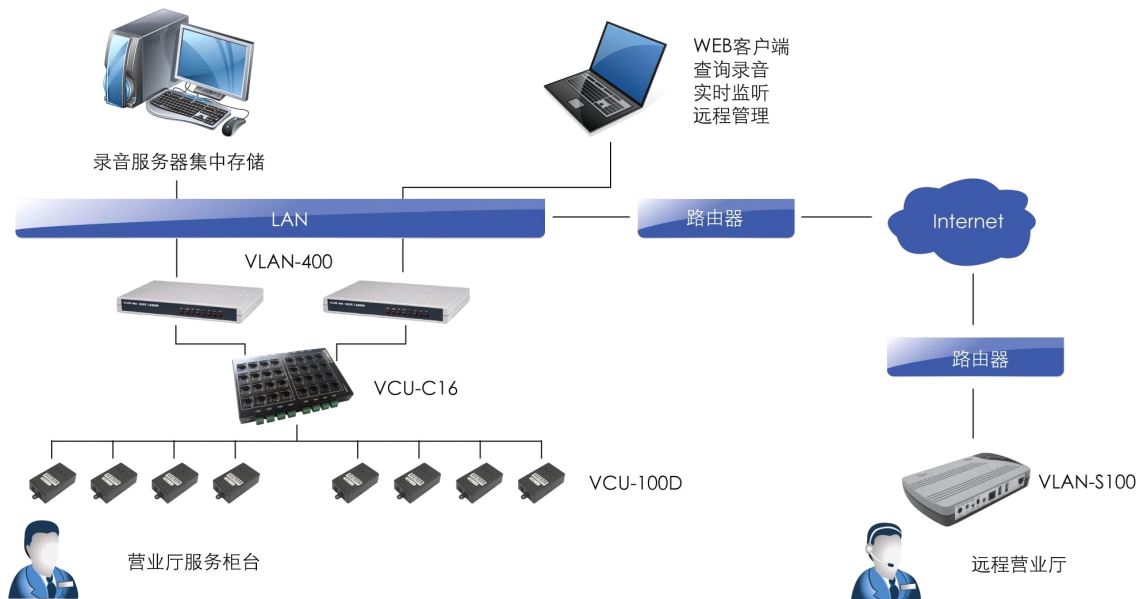 WEB客户端
查询录音
实时监听
远程管理
录音服务器集中存储
LAN
路由器
Internet
VLAN-400
VCU-C16
路由器
VCU-100D
VLAN-S100
营业厅服务柜台
远程营业厅